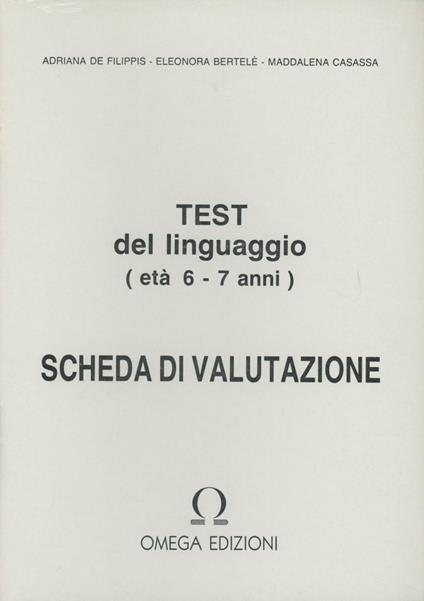 ADRIANA DE FILIPPIS - ELEONORA BERTELÈ - MADDALENA CASASSA
TEST
del linguaggio
( età 6 - 7 anni )
SCHEDA DI VALUTAZIONE
OMEGA EDIZIONI